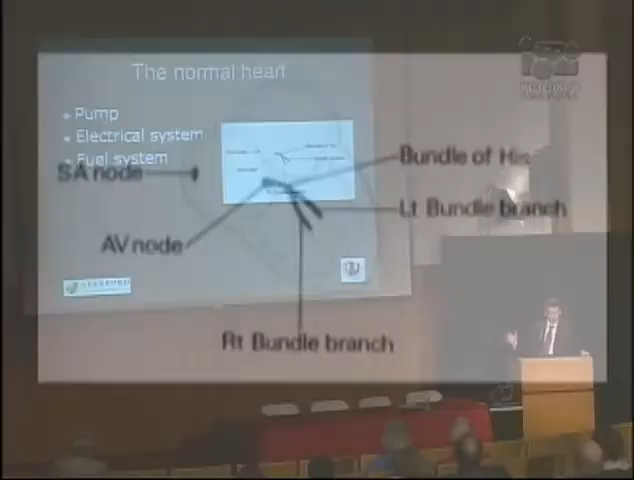 The normal heart
Pump
Electrical system
Fuel system
SA node
Bundle of His
Lt Bundle branch
AV node
Rt Bundle branch